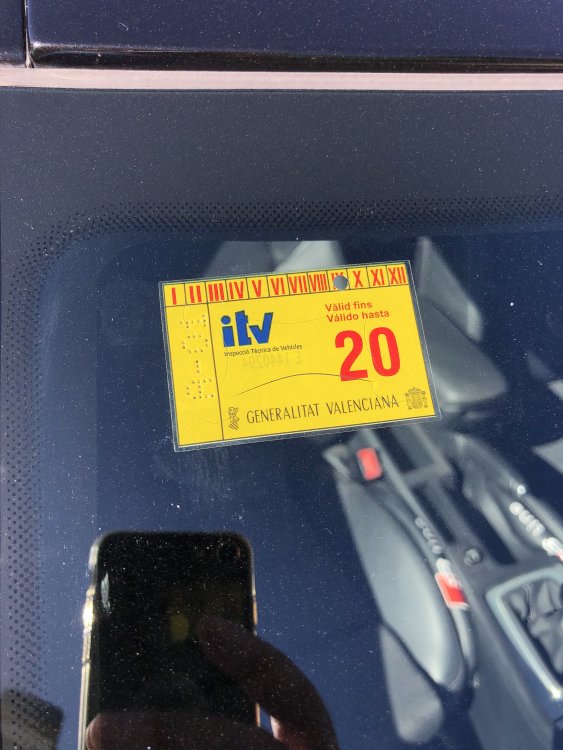 I II III IV V VI VII VIII IX X XI XII
itv
Inspecció Tècnica de Vehicles
Vàlid fins
Válido hasta
20
GENERALITAT VALENCIANA